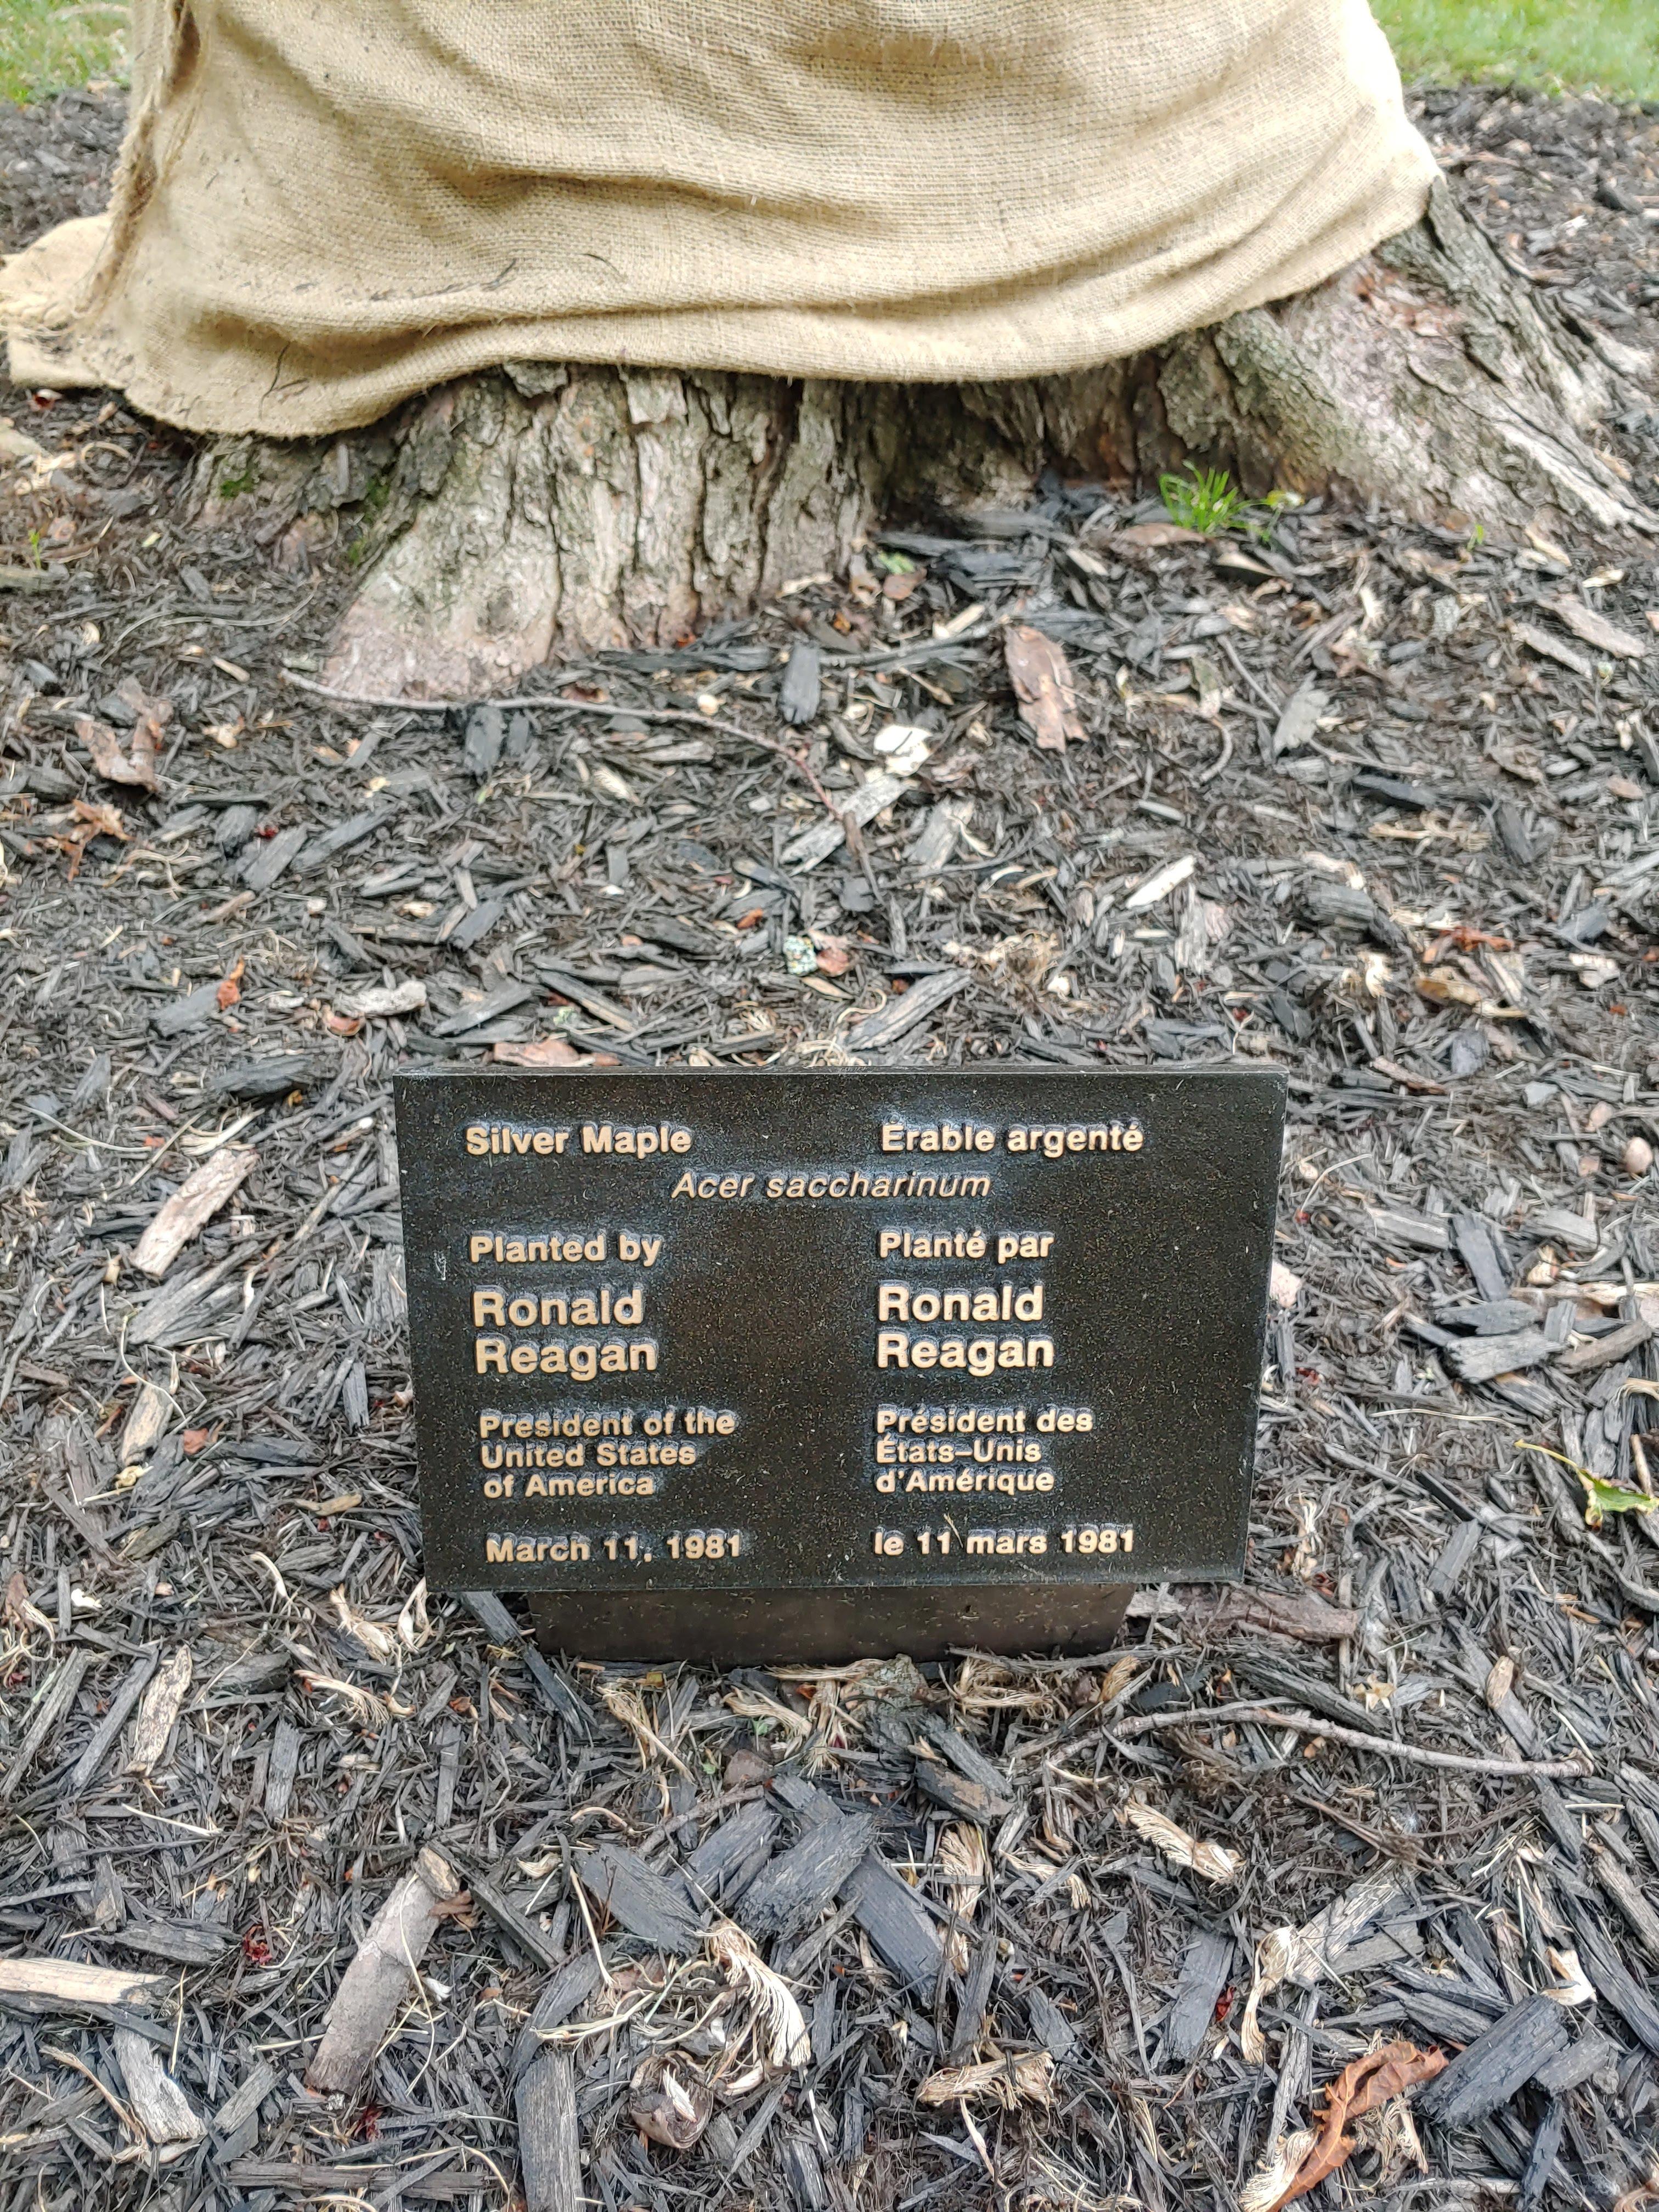 Silver Maple
Érable argenté
Acer saccharinum
Planted by
Ronald
Reagan
President of the
United States
of America
March 11, 1981
Planté par
Ronald
Reagan
Président des
États-Unis
d'Amérique
le 11 mars 1981